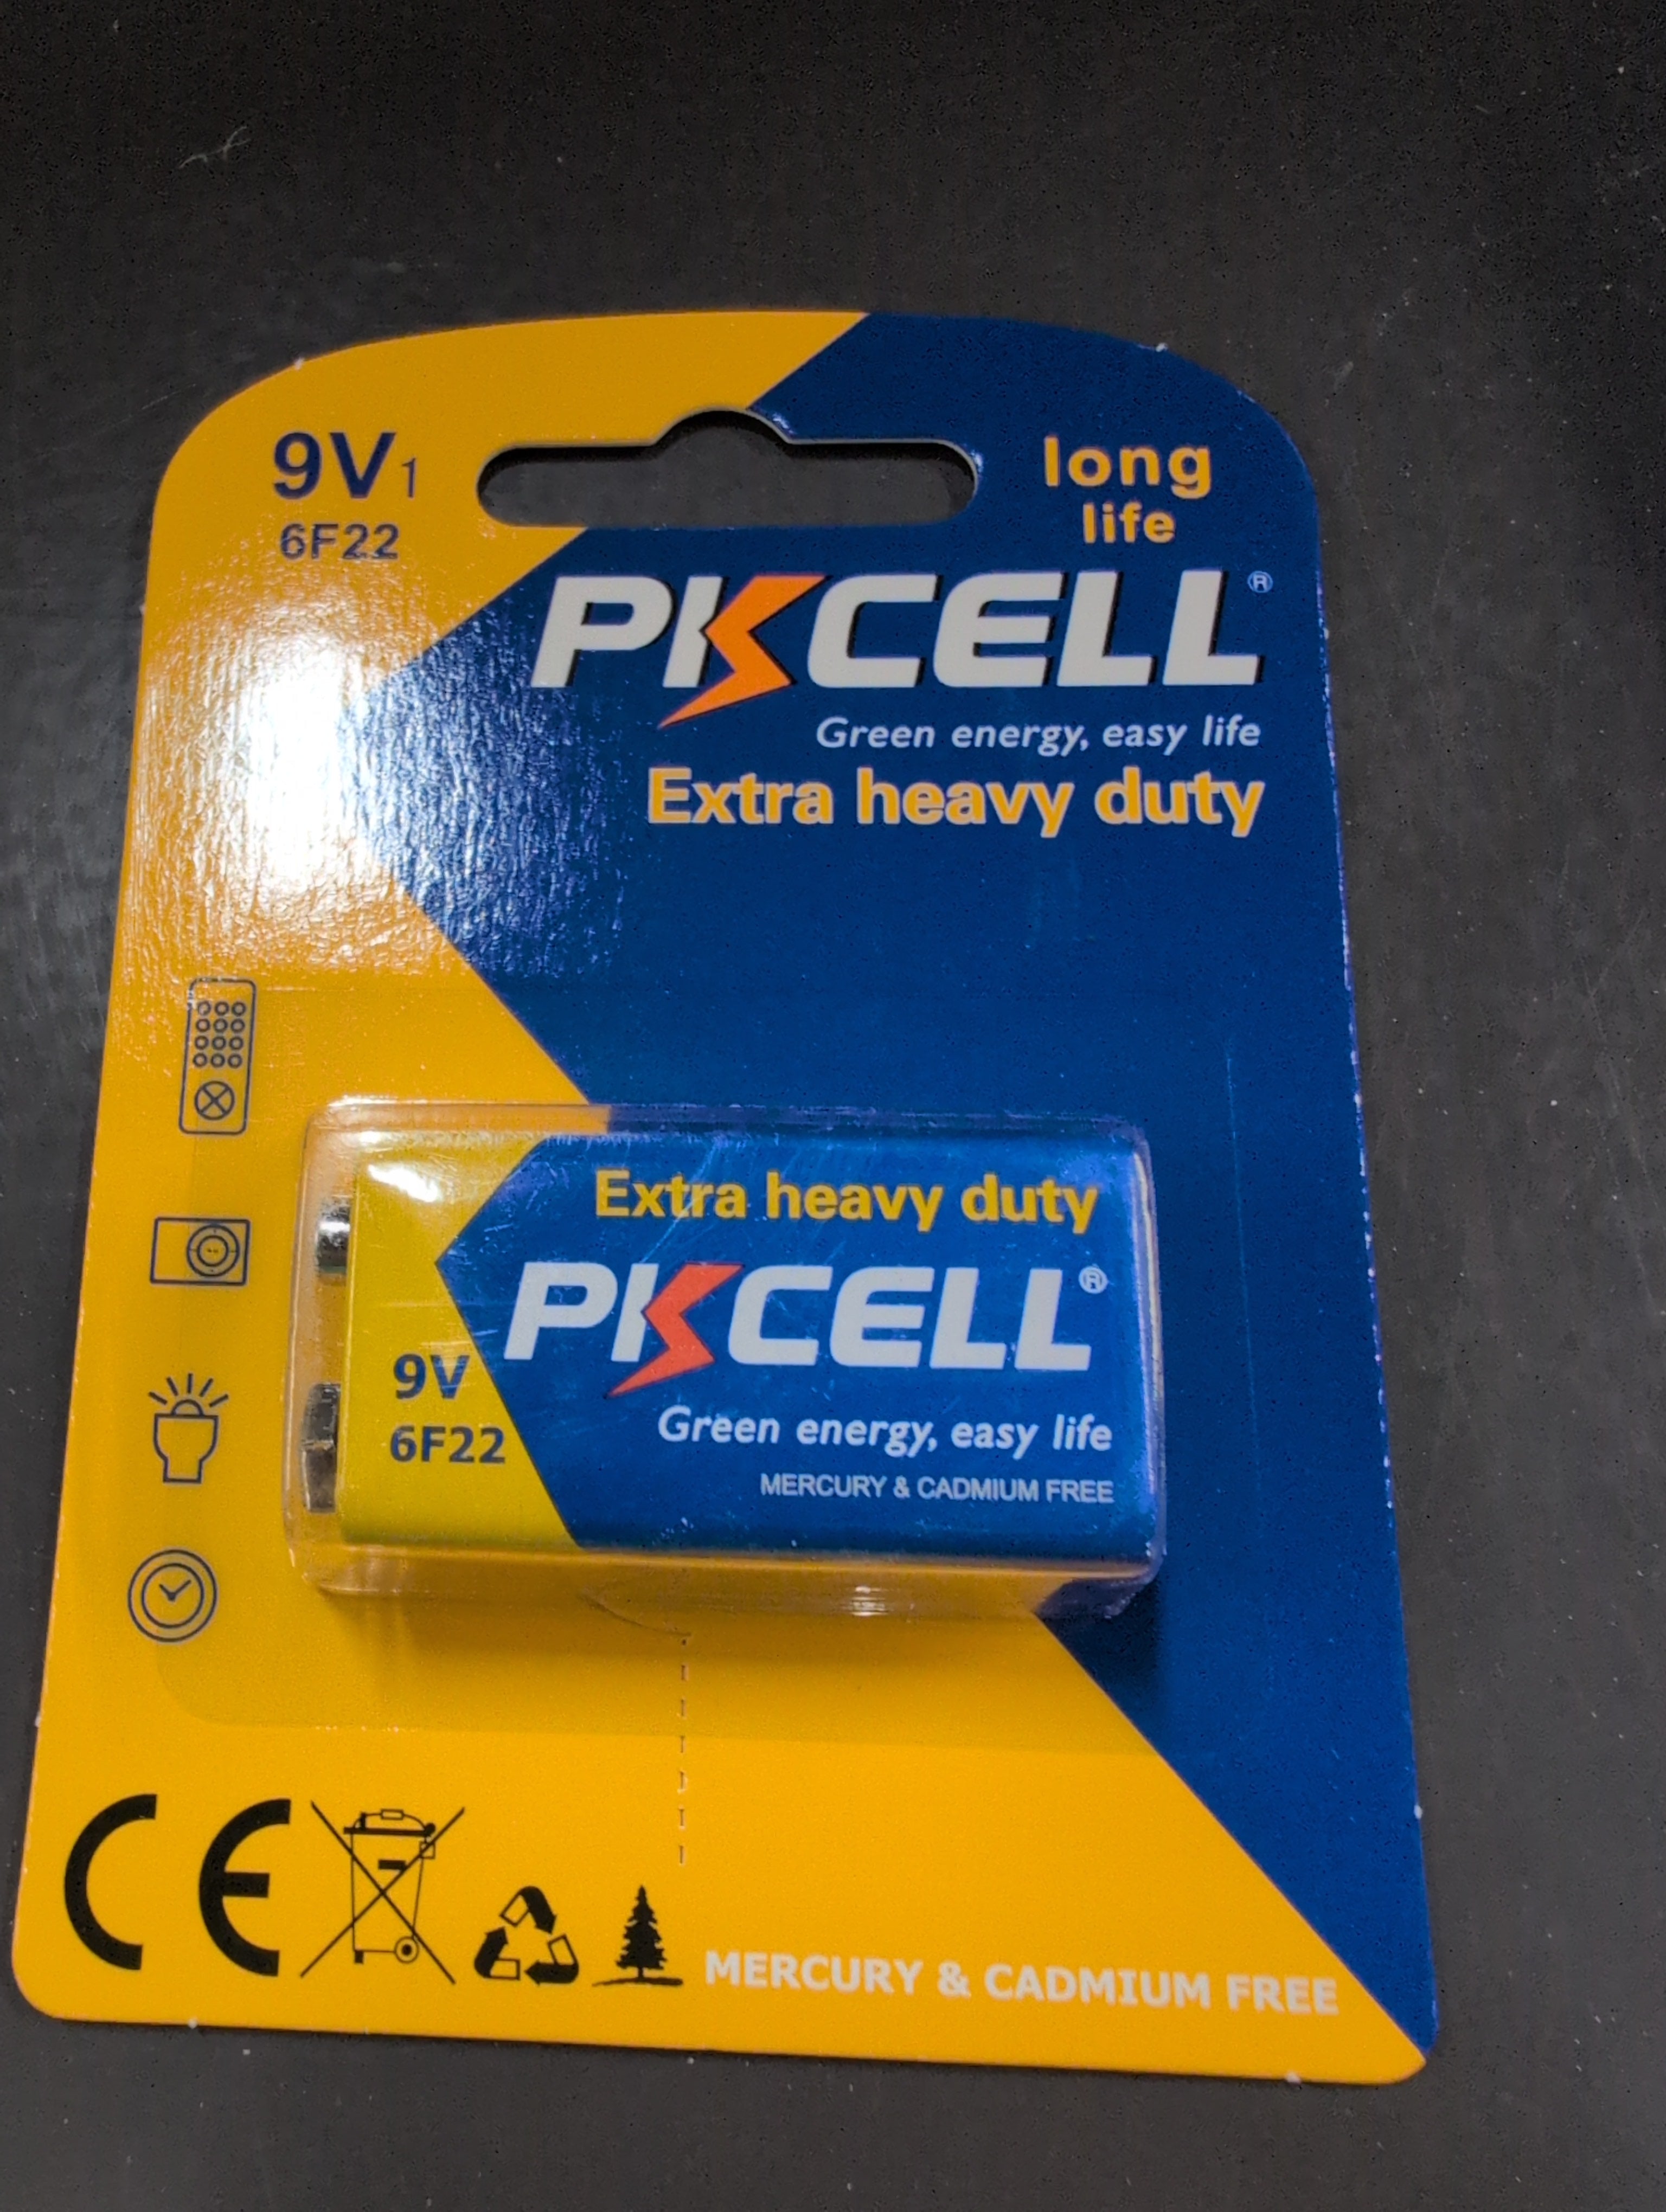 9V1
6F22
long
life
PKCELL®
Green energy, easy life
Extra heavy duty
Extra heavy duty
PKCELL®
9V
6F22
Green energy, easy life
MERCURY & CADMIUM FREE
CE
MERCURY & CADMIUM FREE